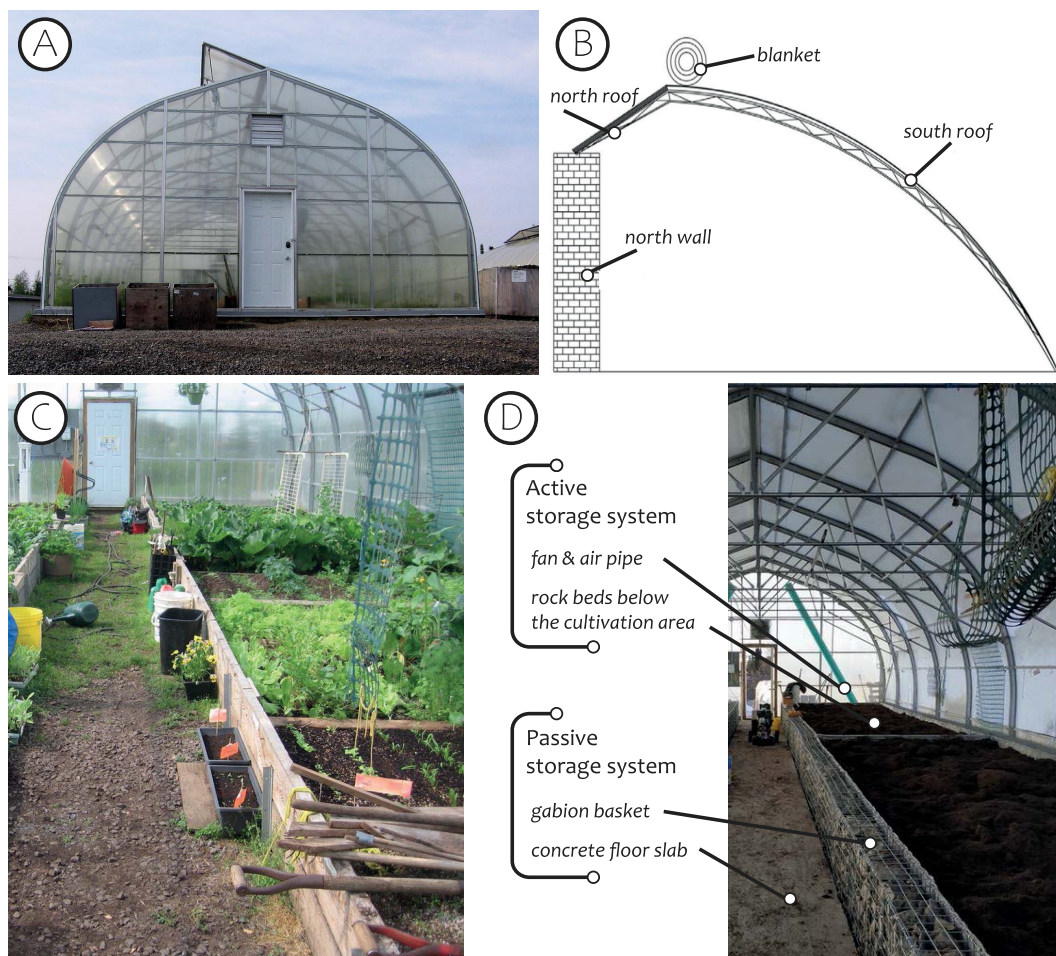 A
B
blanket
north roof
south roof
north wall
C
D
Active
storage system
fan & air pipe
rock beds below
the cultivation area
Passive
storage system
gabion basket
concrete floor slab